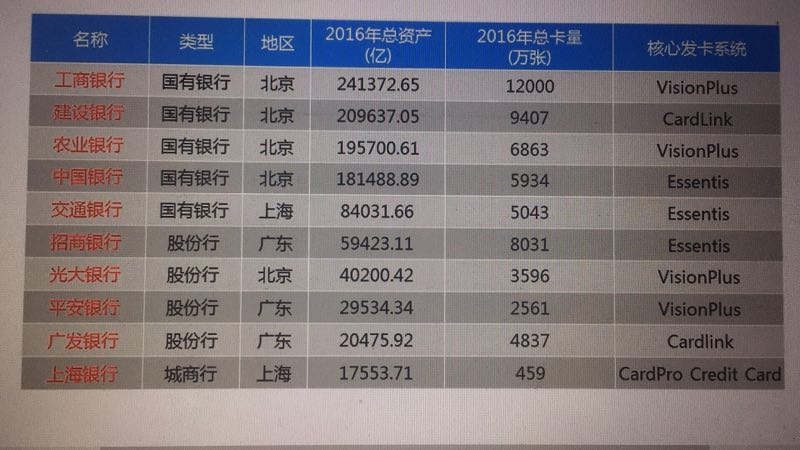 名称 类型 地区 2016年总资产(亿) 2016年总卡量(万张) 核心发卡系统
工商银行 国有银行 北京 241372.65 12000 VisionPlus
建设银行 国有银行 北京 209637.05 9407 CardLink
农业银行 国有银行 北京 195700.61 6863 VisionPlus
中国银行 国有银行 北京 181488.89 5934 Essentis
交通银行 国有银行 上海 84031.66 5043 Essentis
招商银行 股份行 广东 59423.11 8031 Essentis
光大银行 股份行 北京 40200.42 3596 VisionPlus
平安银行 股份行 广东 29534.34 2561 VisionPlus
广发银行 股份行 广东 20475.92 4837 Cardlink
上海银行 城商行 上海 17553.71 459 CardPro Credit Card